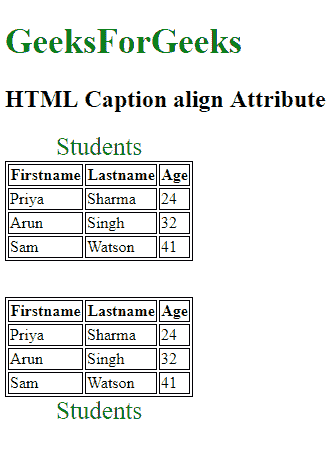 GeeksForGeeks
HTML Caption align Attribute
Students
Firstname Lastname Age
Priya Sharma 24
Arun Singh 32
Sam Watson 41
Firstname Lastname Age
Priya Sharma 24
Arun Singh 32
Sam Watson 41
Students